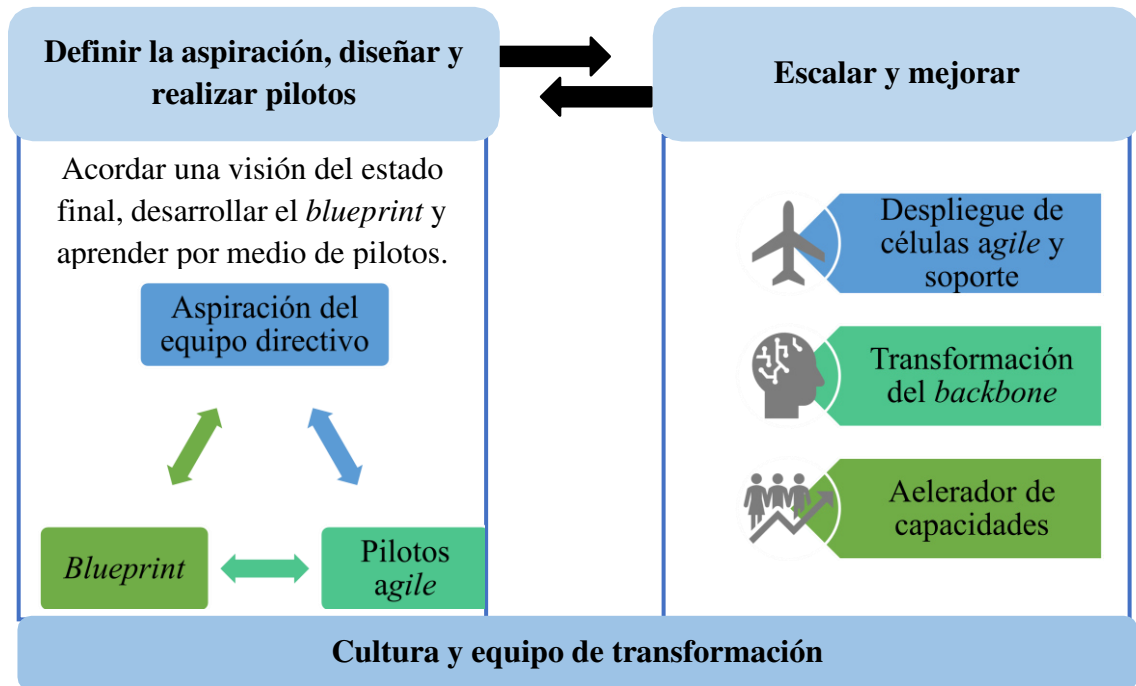 Definir la aspiración, diseñar y
realizar pilotos
Acordar una visión del estado
final, desarrollar el blueprint y
aprender por medio de pilotos.
Aspiración del
equipo directivo
Blueprint
Pilotos
agile
Escalar y mejorar
Despliegue de
células agile y
soporte
Transformación
del backbone
Aelerador de
capacidades
Cultura y equipo de transformación